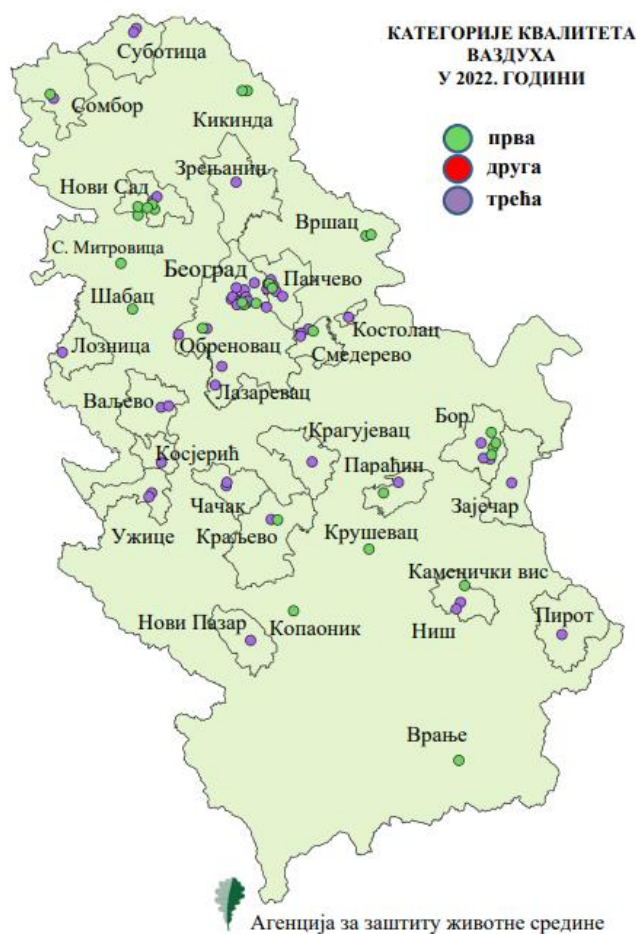 КАТЕГОРИЈЕ КВАЛИТЕТА
ВАЗДУХА
У 2022. ГОДИНИ
прва
друга
трећа
Суботица
Сомбор
Кикинда
Зрењанин
Нови Сад
Вршац
С. Митровица
Београд
Панчево
Шабац
Костолац
Лозница
Обреновац
Смедерево
Лазаревац
Ваљево
Бор
Крагујевац
Косјерић
Параћин
Чачак
Зајечар
Ужице
Краљево
Крушевац
Каменички вис
Нови Пазар
Копаоник
Ниш
Пирот
Врање
Агенција за заштиту животне средине